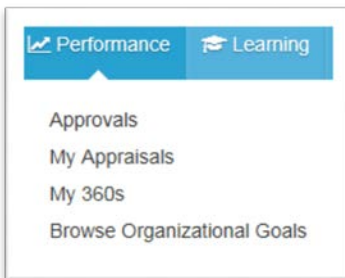 Performance Learning
Approvals
My Appraisals
My 360s
Browse Organizational Goals